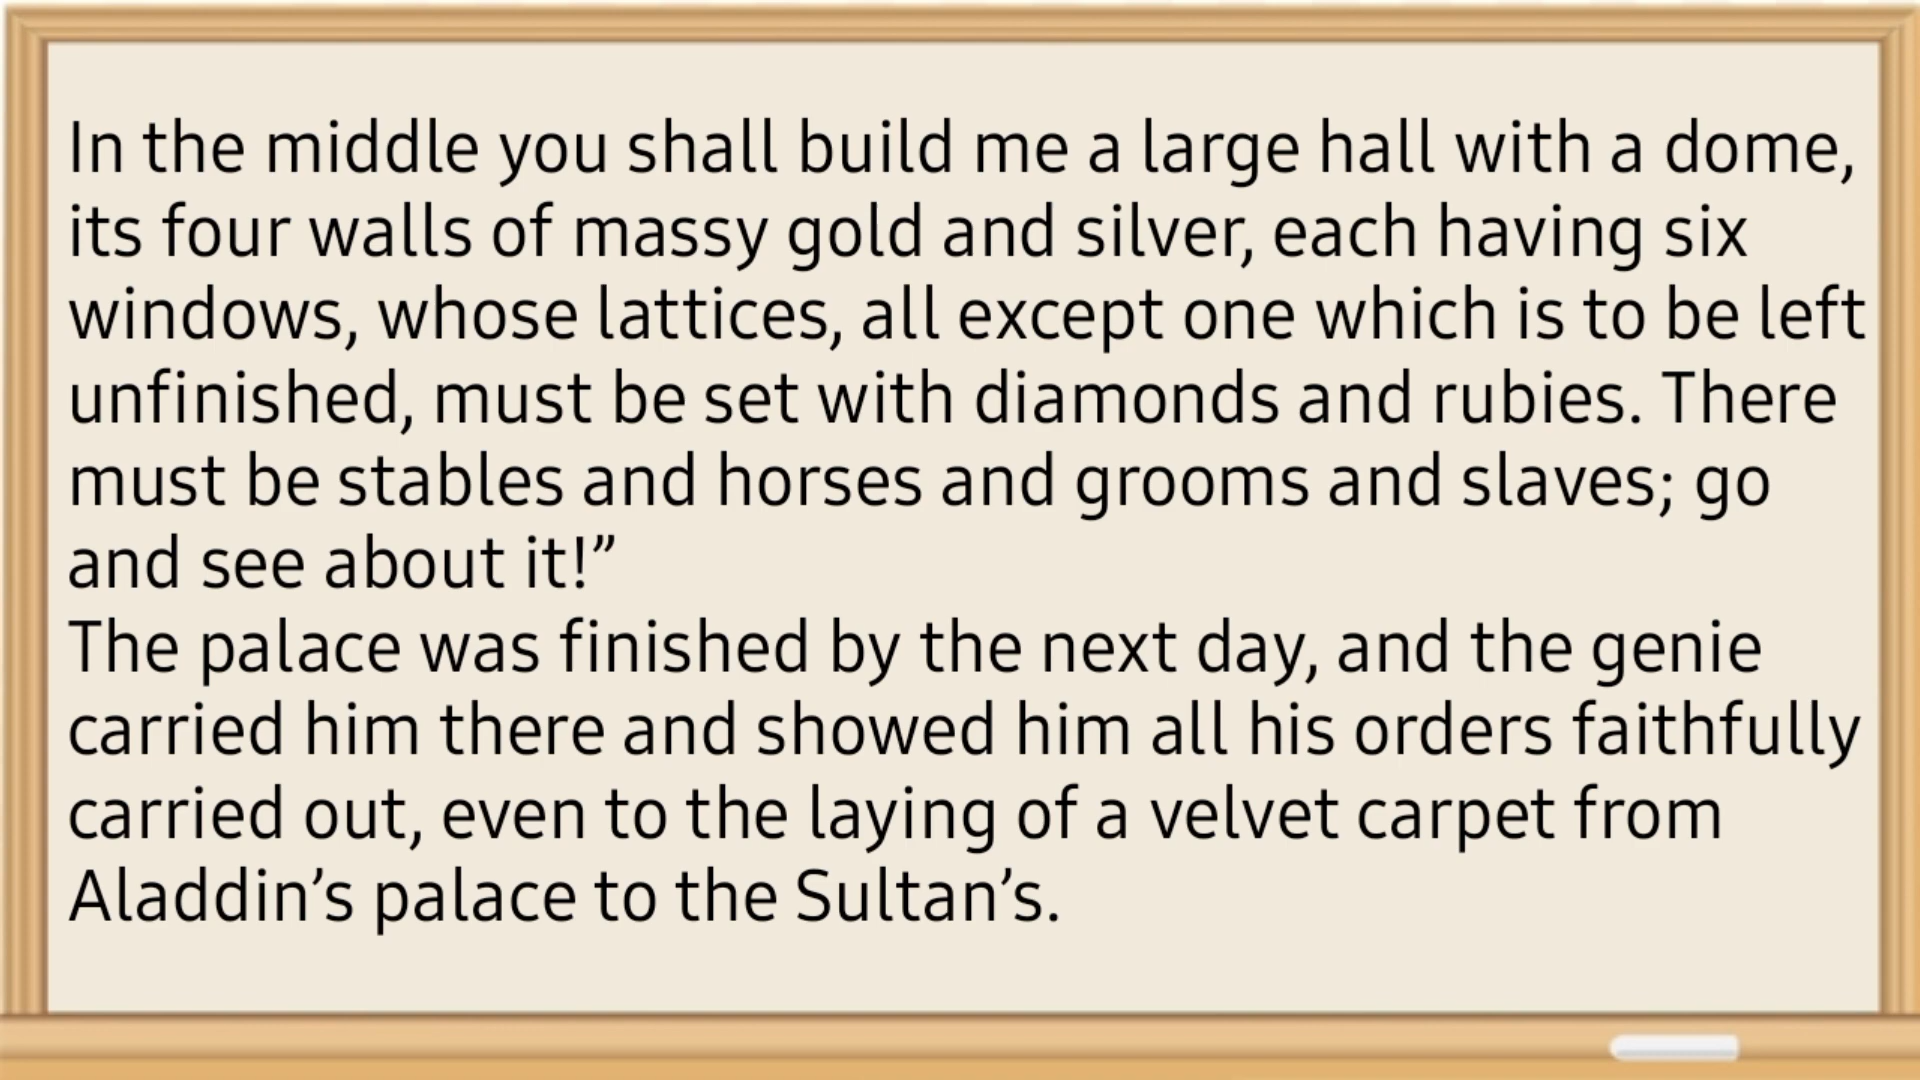 In the middle you shall build me a large hall with a dome,
its four walls of massy gold and silver, each having six
windows, whose lattices, all except one which is to be left
unfinished, must be set with diamonds and rubies. There
must be stables and horses and grooms and slaves; go
and see about it!”
The palace was finished by the next day, and the genie
carried him there and showed him all his orders faithfully
carried out, even to the laying of a velvet carpet from
Aladdin’s palace to the Sultan’s.